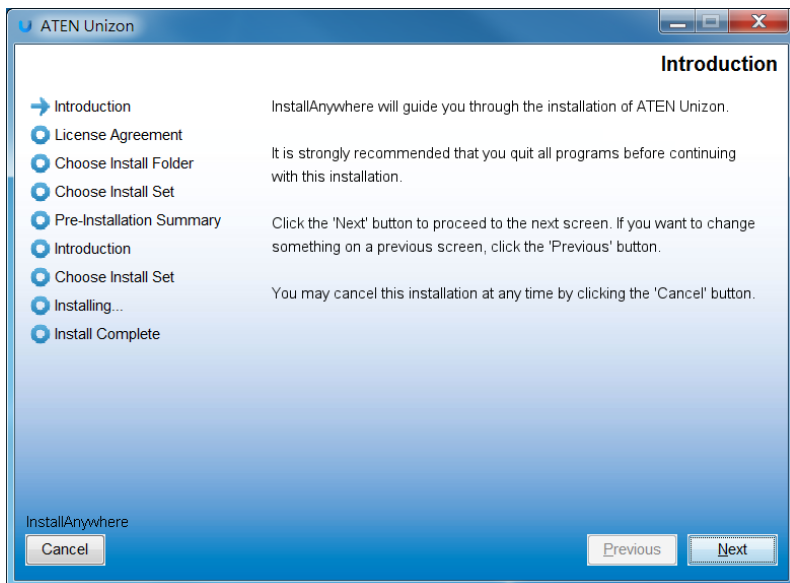 ATEN Unizon
Introduction
Introduction
License Agreement
Choose Install Folder
Choose Install Set
Pre-Installation Summary
Introduction
Choose Install Set
Installing...
Install Complete
InstallAnywhere will guide you through the installation of ATEN Unizon.
It is strongly recommended that you quit all programs before continuing
with this installation.
Click the 'Next' button to proceed to the next screen. If you want to change
something on a previous screen, click the 'Previous' button.
You may cancel this installation at any time by clicking the 'Cancel' button.
InstallAnywhere
Cancel
Previous
Next